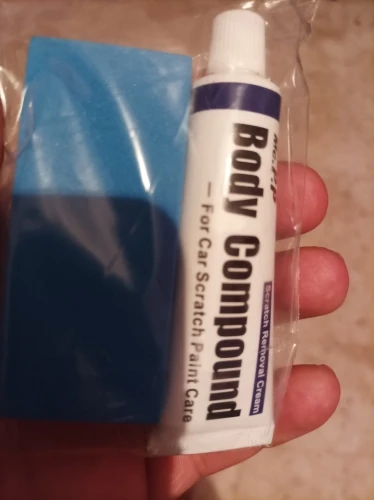 Body Compound
Scratch Removal Cream
— For Car Scratch Paint Care